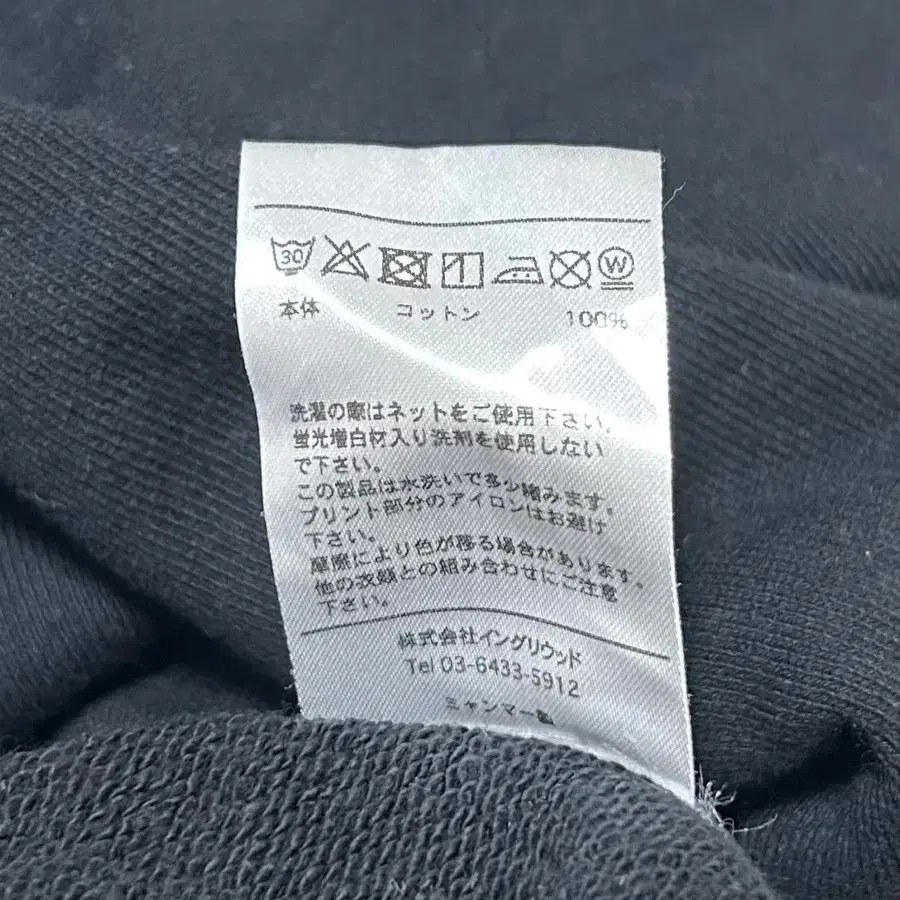 30 W
本体 コットン 100%
洗濯の際はネットをご使用下さい。
蛍光増白材入り洗剤を使用しない
で下さい。
この製品は水洗いで多少縮みます。
プリント部分のアイロンはお避け
下さい。
摩擦により色が移る場合があります。
他の衣類との組み合わせにご注意
下さい。
株式会社イングリウッド
Tel 03-6433-5912
ミャンマー製